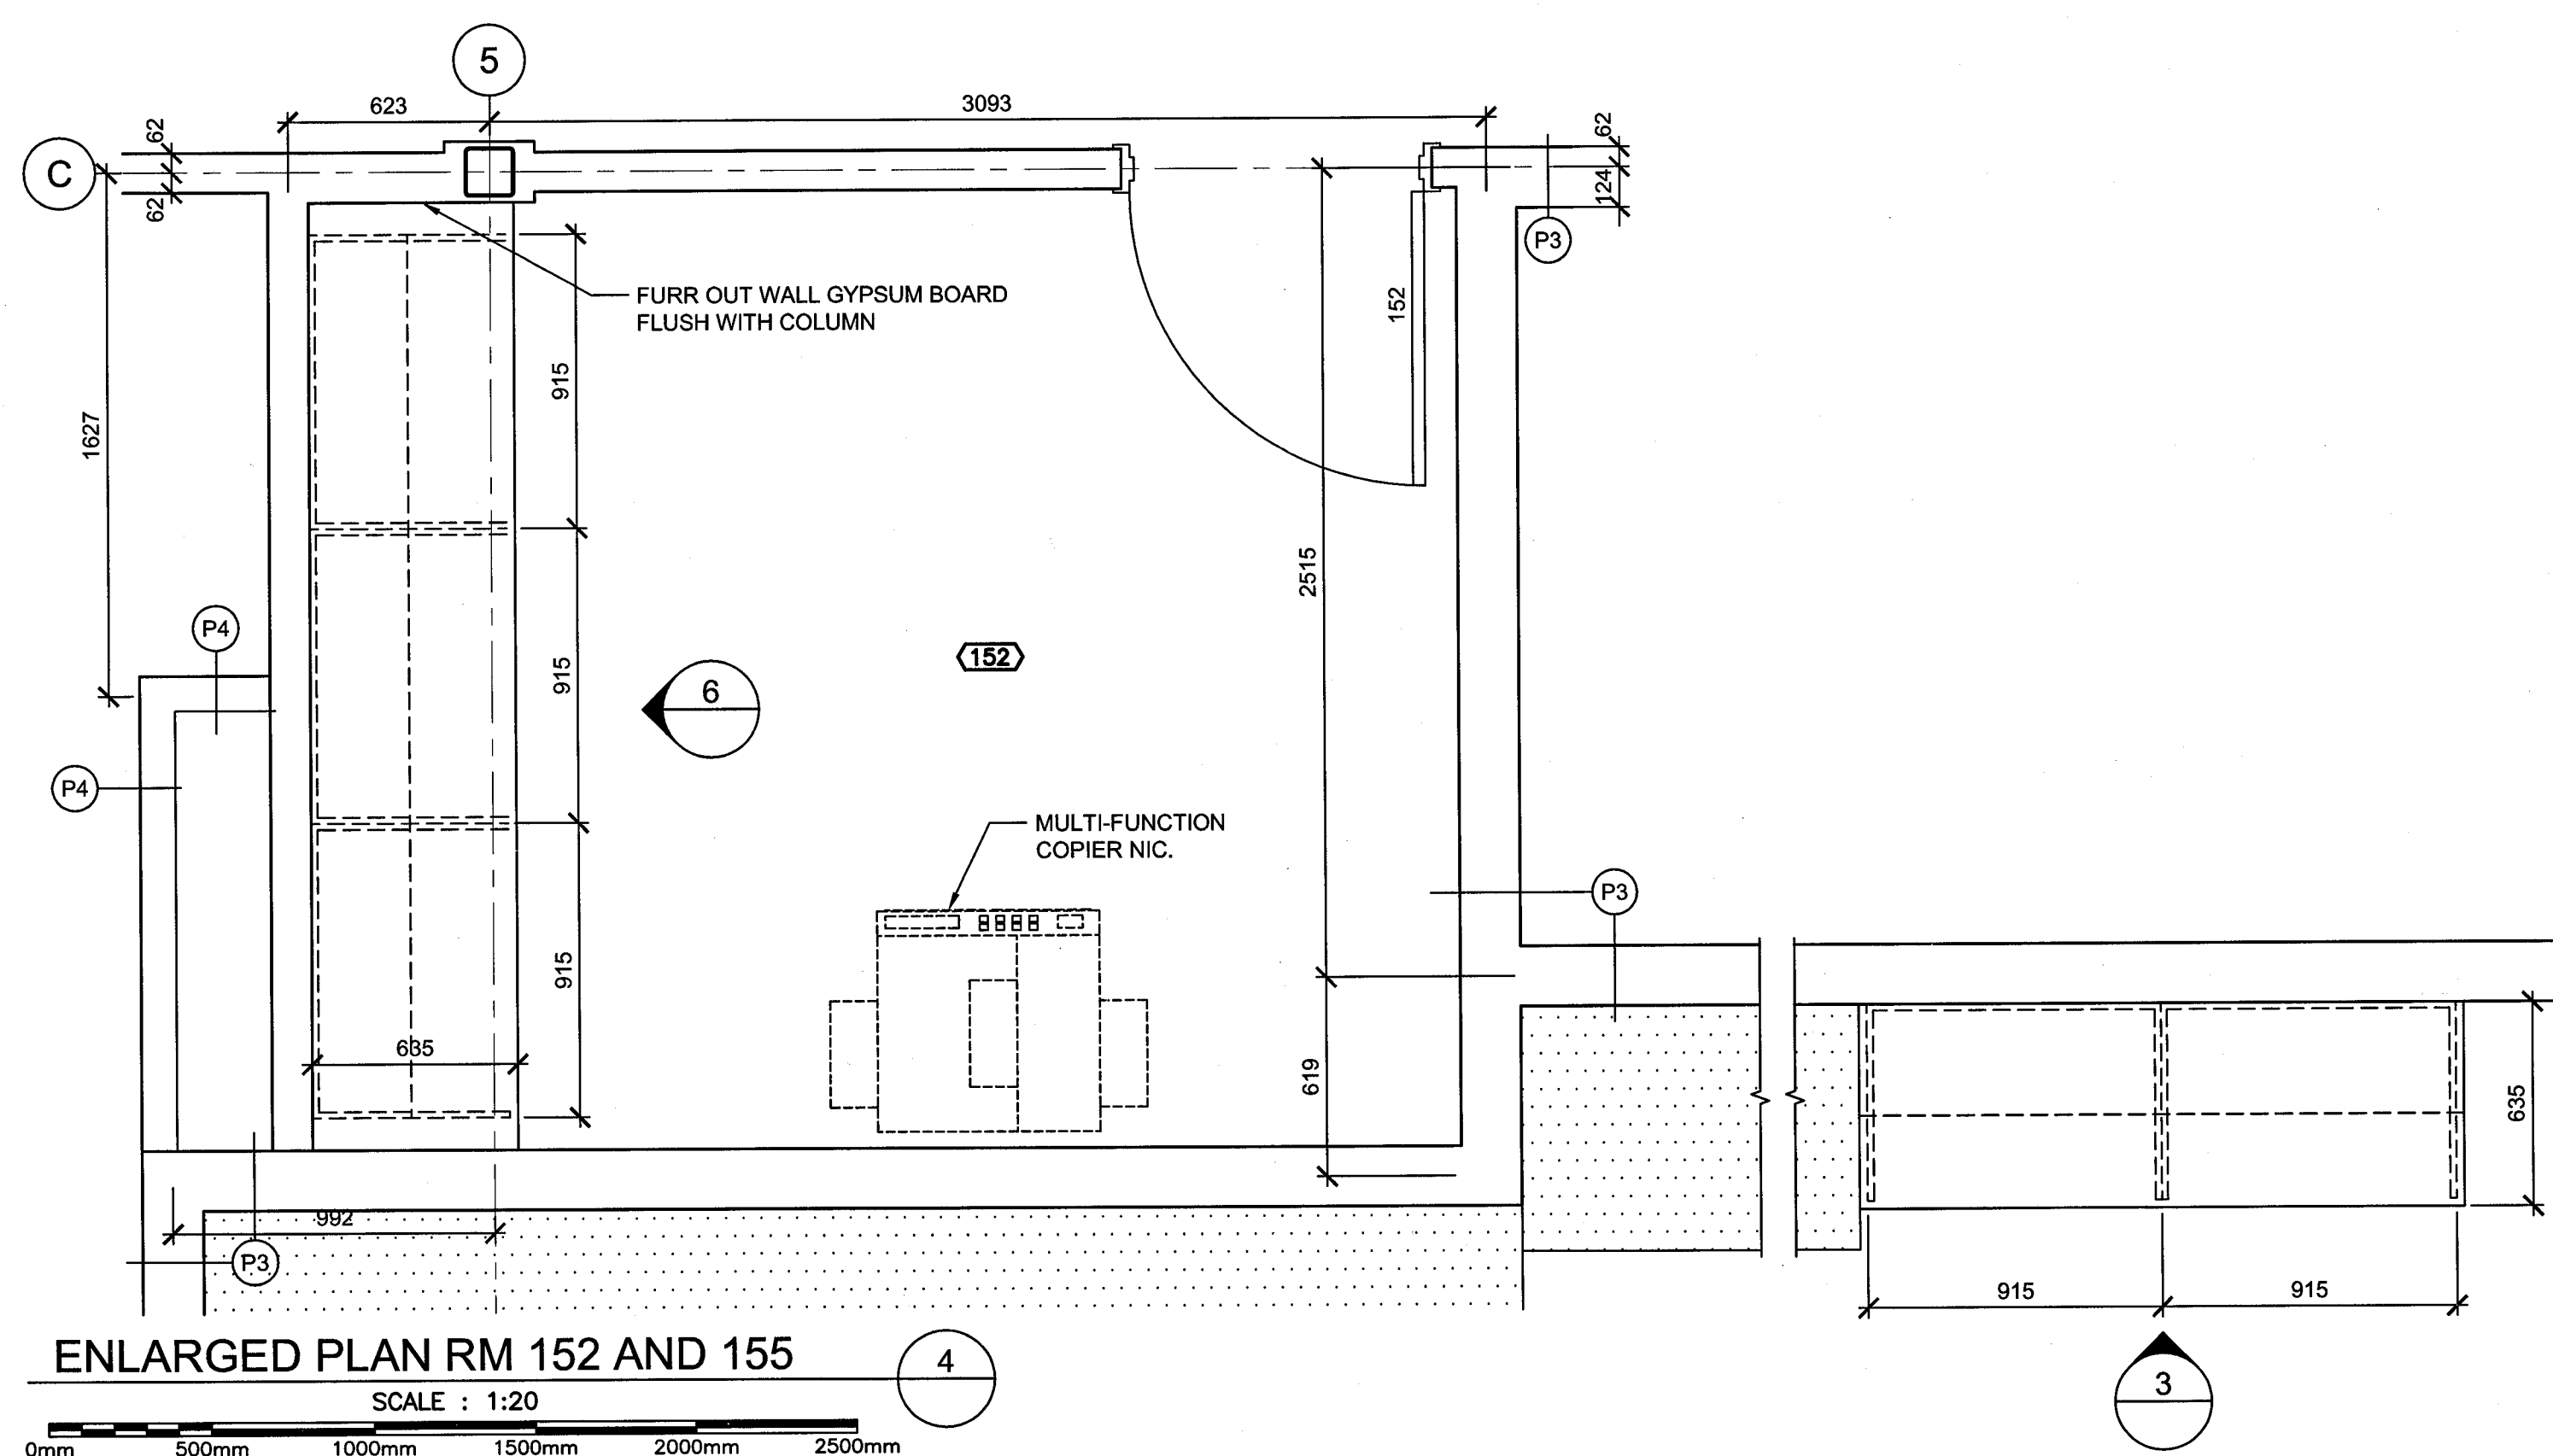 5
623
3093
C
62
62
62
124
P3
FURR OUT WALL GYPSUM BOARD
FLUSH WITH COLUMN
152
915
1627
2515
P4
915
152
6
P4
MULTI-FUNCTION
COPIER NIC.
P3
915
635
619
635
992
P3
915
915
ENLARGED PLAN RM 152 AND 155
4
SCALE : 1:20
3
0mm 500mm 1000mm 1500mm 2000mm 2500mm